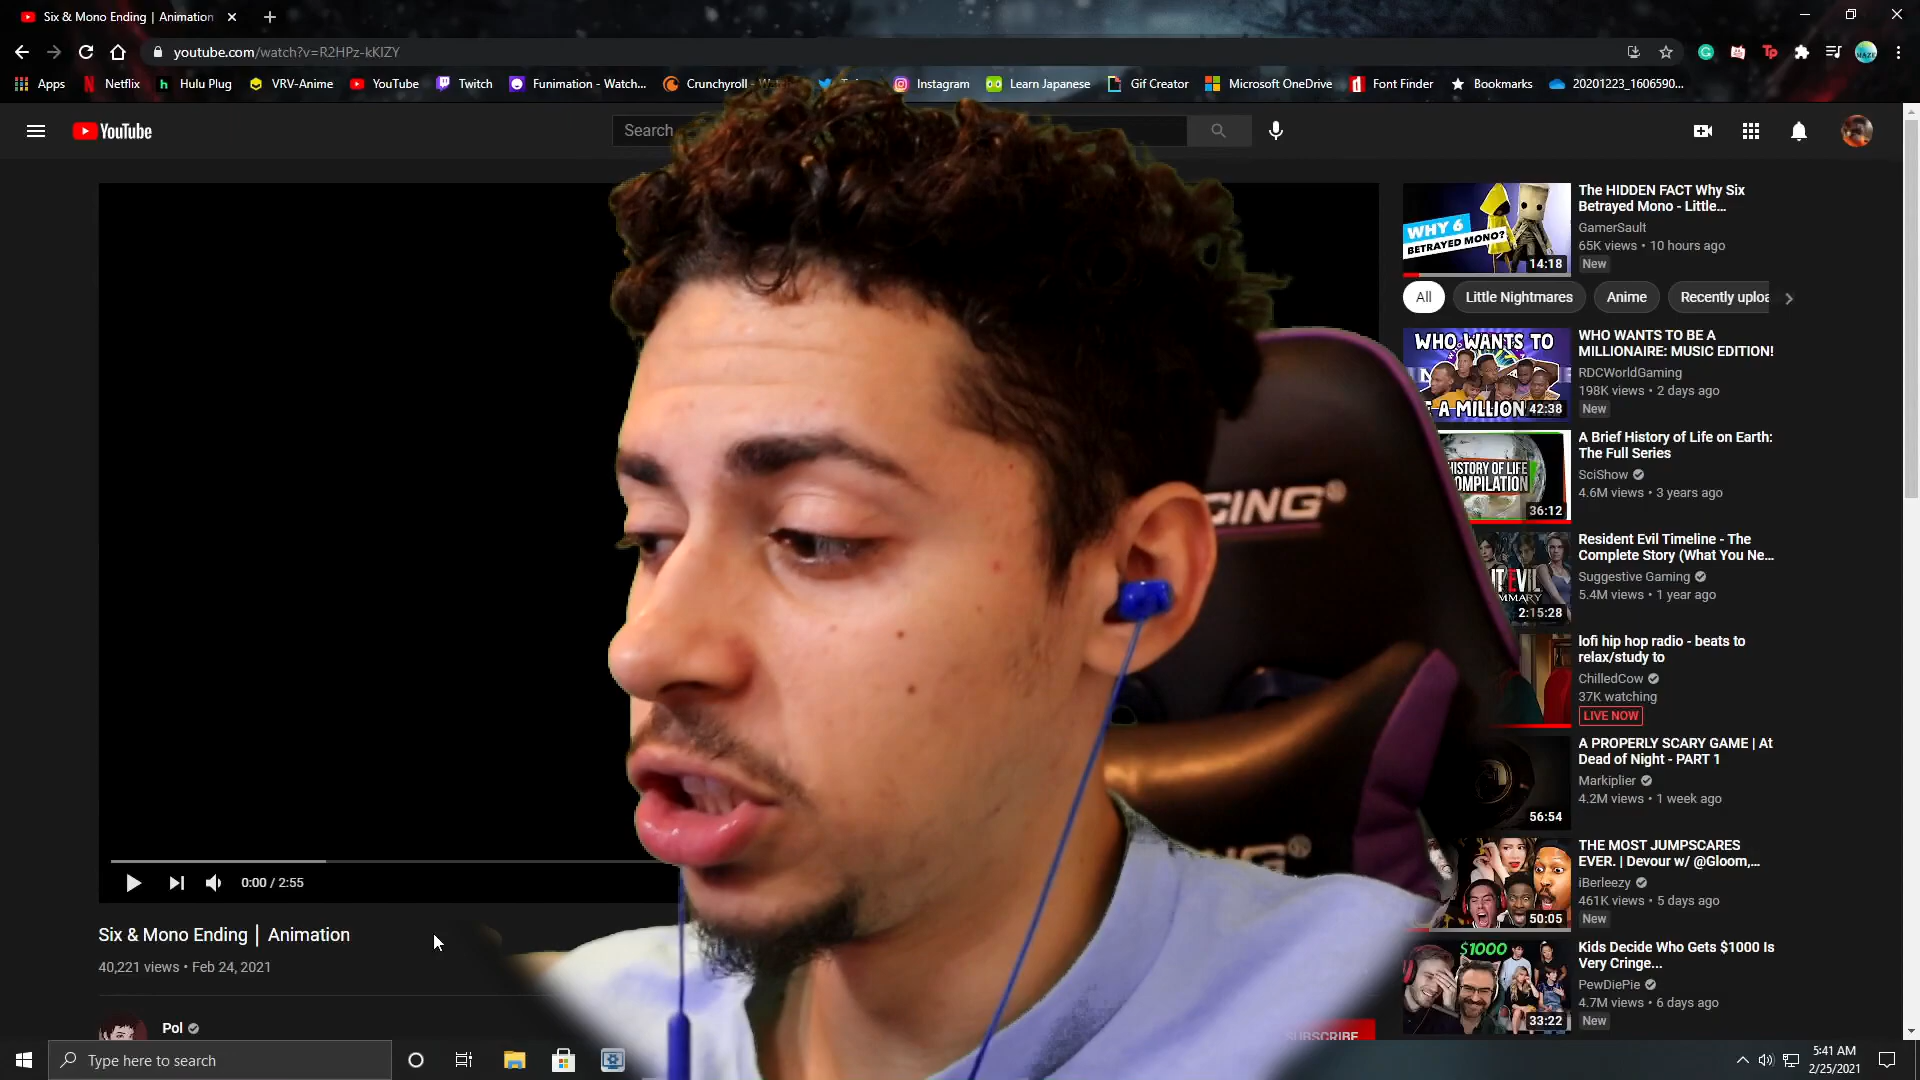 Six & Mono Ending | Animation
youtube.com/watch?v=R2HPz-kKIZY
Apps
Netflix
Hulu Plug
VRV-Anime
YouTube
Twitch
Funimation - Watch...
Crunchyroll -
Instagram
Learn Japanese
Gif Creator
Microsoft OneDrive
Font Finder
Bookmarks
20201223_1606590...
YouTube
Search
The HIDDEN FACT Why Six
Betrayed Mono - Little...
GamerSault
65K views • 10 hours ago
New
WHY 6
BETRAYED MONO?
14:18
All
Little Nightmares
Anime
Recently uploa
WHO WANTS TO
E A MILLION
42:38
WHO WANTS TO BE A
MILLIONAIRE: MUSIC EDITION!
RDCWorldGaming
198K views • 2 days ago
New
HISTORY OF LIFE
COMPILATION
36:12
A Brief History of Life on Earth:
The Full Series
SciShow
4.6M views • 3 years ago
2:15:28
Resident Evil Timeline - The
Complete Story (What You Ne...
Suggestive Gaming
5.4M views • 1 year ago
lofi hip hop radio - beats to
relax/study to
ChilledCow
37K watching
LIVE NOW
56:54
A PROPERLY SCARY GAME | At
Dead of Night - PART 1
Markiplier
4.2M views • 1 week ago
50:05
THE MOST JUMPSCARES
EVER. | Devour w/ @Gloom,...
iBerleezy
461K views • 5 days ago
New
$1000
33:22
Kids Decide Who Gets $1000 Is
Very Cringe...
PewDiePie
4.7M views • 6 days ago
New
CING
0:00 / 2:55
Six & Mono Ending | Animation
40,221 views • Feb 24, 2021
Pol
SUBSCRIBE
Type here to search
5:41 AM
2/25/2021